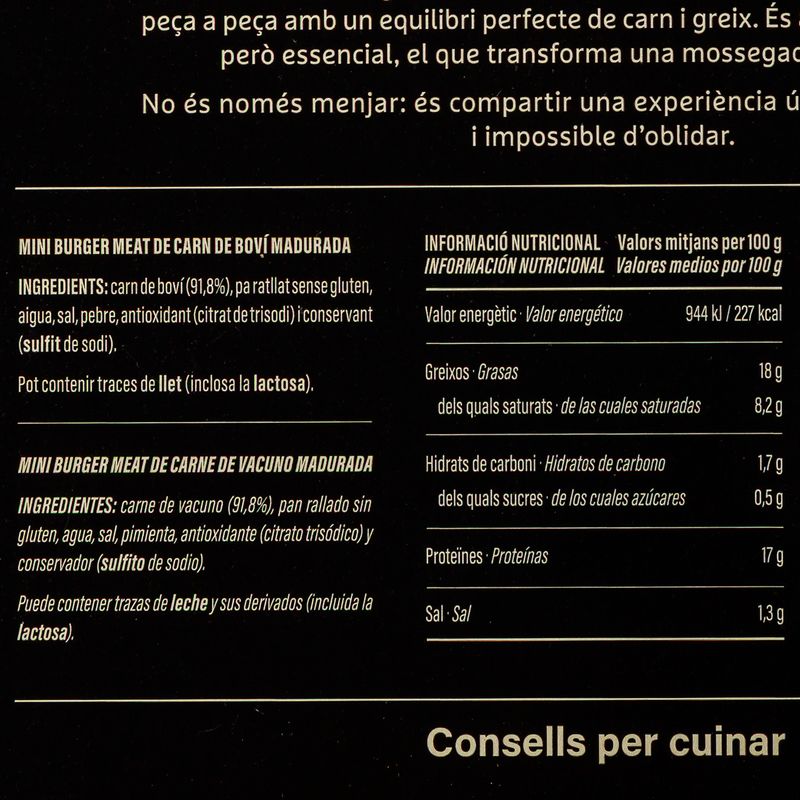 peça a peça amb un equilibri perfecte de carn i greix. És
però essencial, el que transforma una mossegad
No és només menjar: és compartir una experiència ú
i impossible d'oblidar.
MINI BURGER MEAT DE CARN DE BOVÍ MADURADA
INGREDIENTS: carn de boví (91,8%), pa ratllat sense gluten,
aigua, sal, pebre, antioxidant (citrat de trisodi) i conservant
(sulfit de sodi).
Pot contenir traces de llet (inclosa la lactosa).
MINI BURGER MEAT DE CARNE DE VACUNO MADURADA
INGREDIENTES: carne de vacuno (91,8%), pan rallado sin
gluten, agua, sal, pimienta, antioxidante (citrato trisódico) y
conservador (sulfito de sodio).
Puede contener trazas de leche y sus derivados (incluida la
lactosa).
INFORMACIÓ NUTRICIONAL Valors mitjans per 100 g
INFORMACIÓN NUTRICIONAL Valores medios por 100 g
Valor energètic · Valor energético 944 kJ / 227 kcal
Greixos · Grasas 18 g
dels quals saturats · de las cuales saturadas 8,2 g
Hidrats de carboni · Hidratos de carbono 1,7 g
dels quals sucres · de los cuales azúcares 0,5 g
Proteïnes · Proteínas 17 g
Sal · Sal 1,3 g
Consells per cuinar